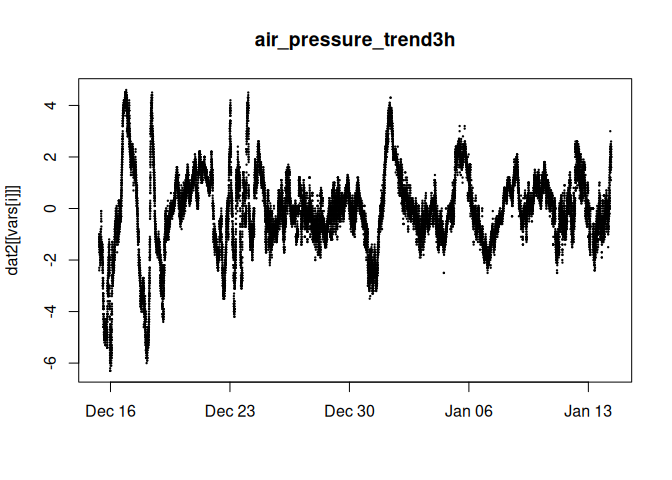 air_pressure_trend3h
dat2[[vars[i]]]
4
2
0
-2
-4
-6
Dec 16 Dec 23 Dec 30 Jan 06 Jan 13